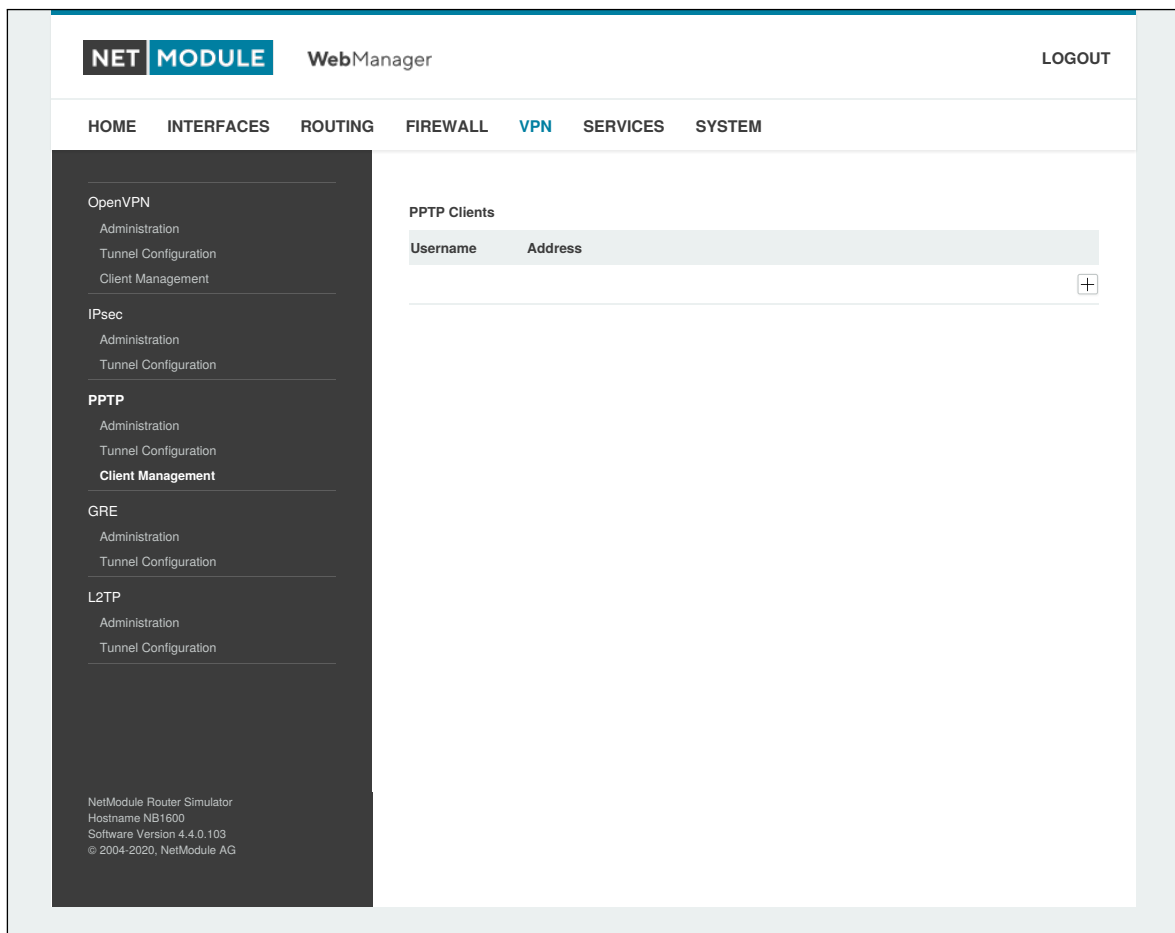 NET MODULE WebManager LOGOUT
HOME INTERFACES ROUTING FIREWALL VPN SERVICES SYSTEM
OpenVPN
Administration
Tunnel Configuration
Client Management
IPsec
Administration
Tunnel Configuration
PPTP
Administration
Tunnel Configuration
Client Management
GRE
Administration
Tunnel Configuration
L2TP
Administration
Tunnel Configuration
NetModule Router Simulator
Hostname NB1600
Software Version 4.4.0.103
© 2004-2020, NetModule AG
PPTP Clients
Username Address